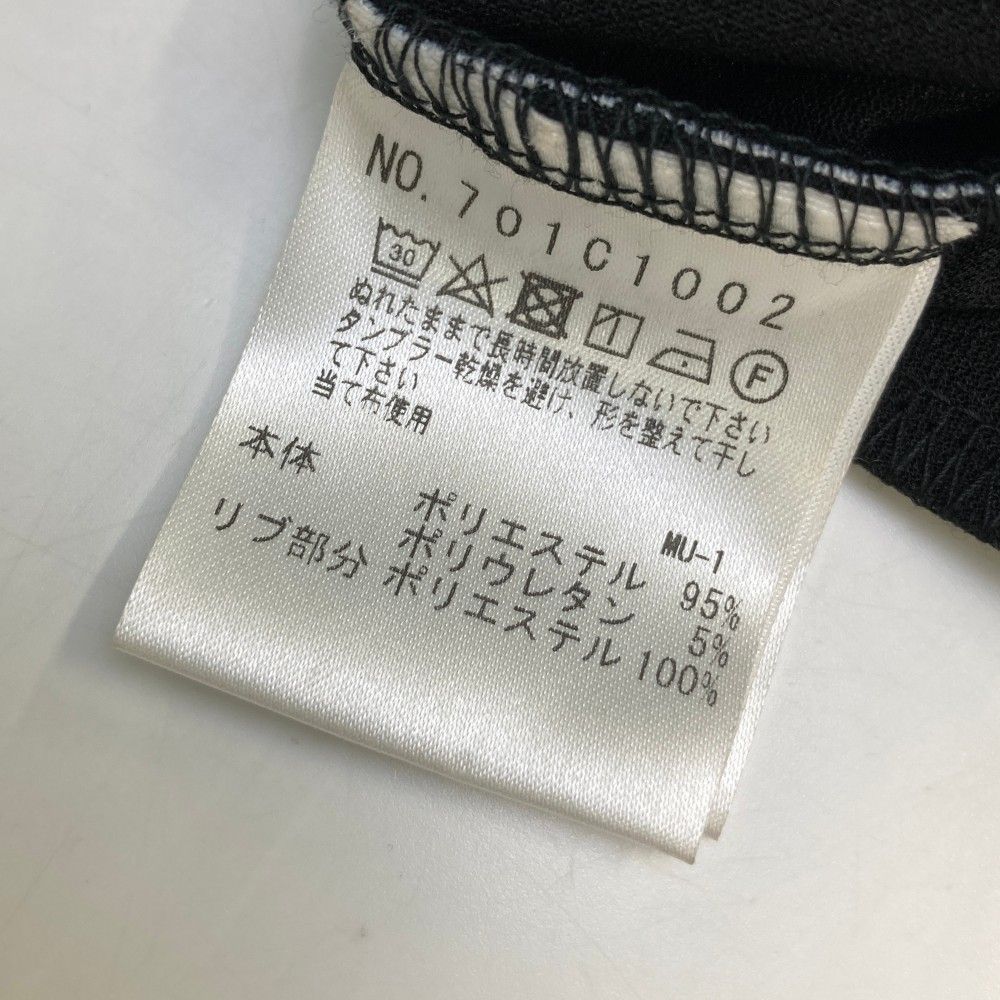 NO.701C1002
30 F
ぬれたままで長時間放置しないで下さい
タンブラー乾燥を避け、形を整えて干し
て下さい
当て布使用
MU-1
本体 ポリエステル 95%
ポリウレタン 5%
リブ部分 ポリエステル 100%